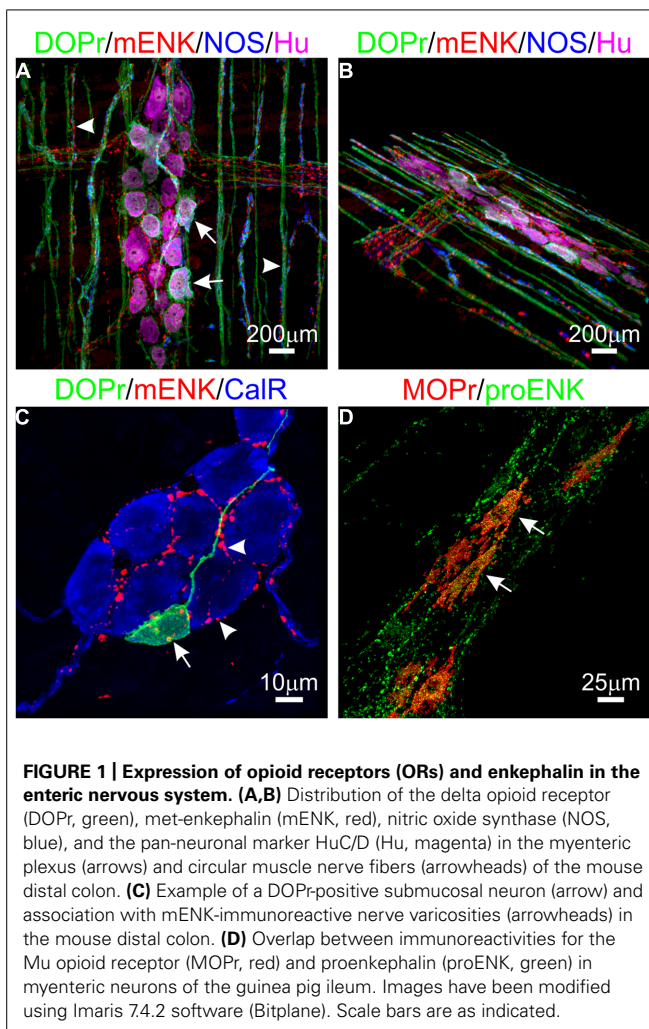 DOPr/mENK/NOS/Hu
DOPr/mENK/NOS/Hu
A
B
200μm
200μm
DOPr/mENK/CalR
MOPr/proENK
C
D
10μm
25μm
FIGURE 1 | Expression of opioid receptors (ORs) and enkephalin in the
enteric nervous system. (A,B) Distribution of the delta opioid receptor
(DOPr, green), met-enkephalin (mENK, red), nitric oxide synthase (NOS,
blue), and the pan-neuronal marker HuC/D (Hu, magenta) in the myenteric
plexus (arrows) and circular muscle nerve fibers (arrowheads) of the mouse
distal colon. (C) Example of a DOPr-positive submucosal neuron (arrow) and
association with mENK-immunoreactive nerve varicosities (arrowheads) in
the mouse distal colon. (D) Overlap between immunoreactivities for the
Mu opioid receptor (MOPr, red) and proenkephalin (proENK, green) in
myenteric neurons of the guinea pig ileum. Images have been modified
using Imaris 7.4.2 software (Bitplane). Scale bars are as indicated.